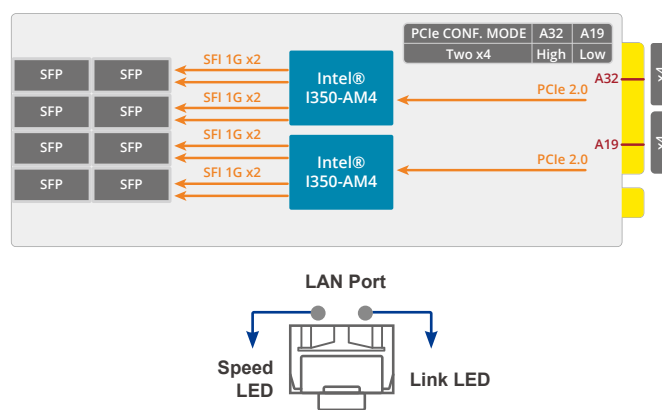 PCIe CONF. MODE A32 A19
Two x4 High Low
SFP SFP
SFP SFP
SFP SFP
SFP SFP
SFI 1G x2
SFI 1G x2
SFI 1G x2
SFI 1G x2
Intel®
I350-AM4
Intel®
I350-AM4
PCIe 2.0
PCIe 2.0
A32
A19
x4
x4
LAN Port
Speed
LED
Link LED